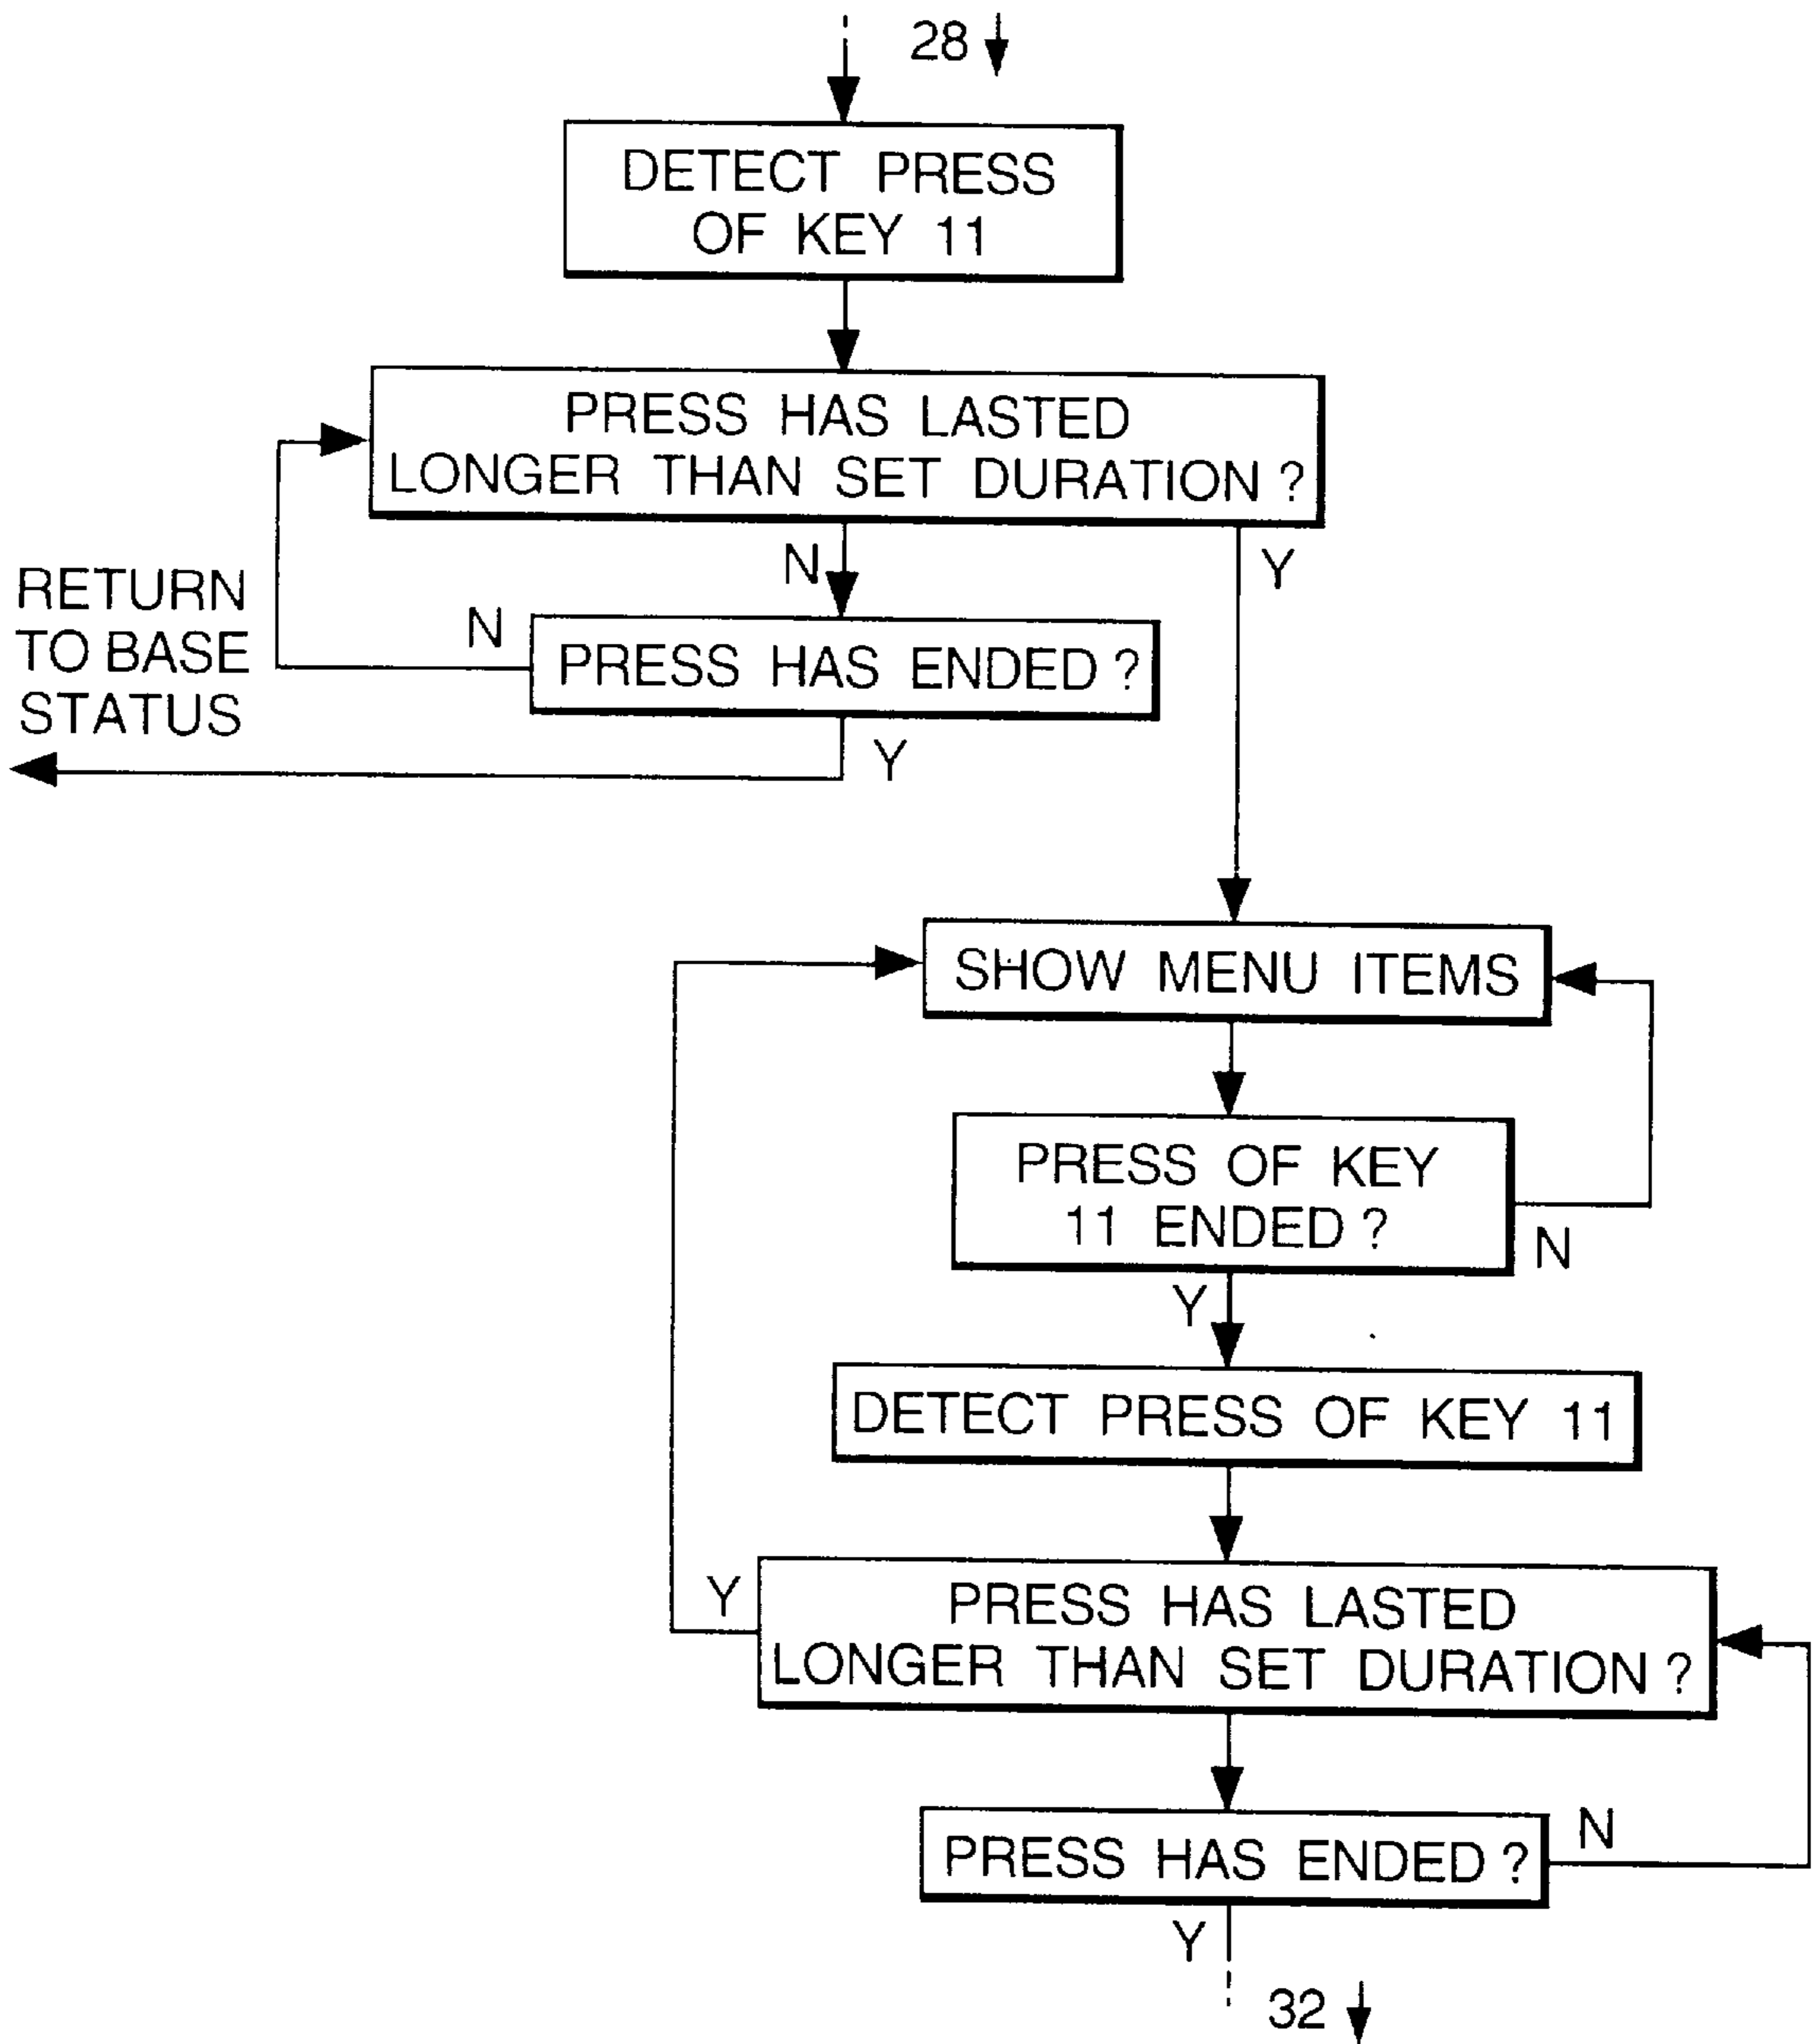 28
DETECT PRESS
OF KEY 11
PRESS HAS LASTED
LONGER THAN SET DURATION ?
N
Y
RETURN
TO BASE
STATUS
N
PRESS HAS ENDED ?
Y
SHOW MENU ITEMS
PRESS OF KEY
11 ENDED ?
N
Y
DETECT PRESS OF KEY 11
Y
PRESS HAS LASTED
LONGER THAN SET DURATION ?
PRESS HAS ENDED ?
N
Y
32